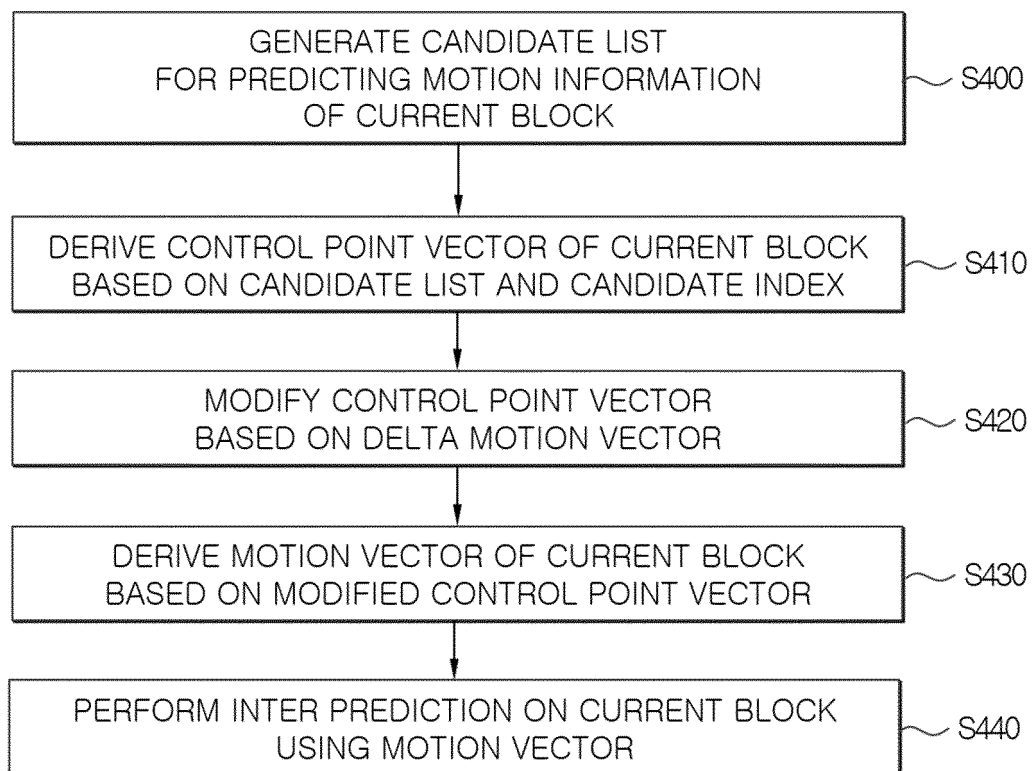 GENERATE CANDIDATE LIST
FOR PREDICTING MOTION INFORMATION
OF CURRENT BLOCK
S400
DERIVE CONTROL POINT VECTOR OF CURRENT BLOCK
BASED ON CANDIDATE LIST AND CANDIDATE INDEX
S410
MODIFY CONTROL POINT VECTOR
BASED ON DELTA MOTION VECTOR
S420
DERIVE MOTION VECTOR OF CURRENT BLOCK
BASED ON MODIFIED CONTROL POINT VECTOR
S430
PERFORM INTER PREDICTION ON CURRENT BLOCK
USING MOTION VECTOR
S440